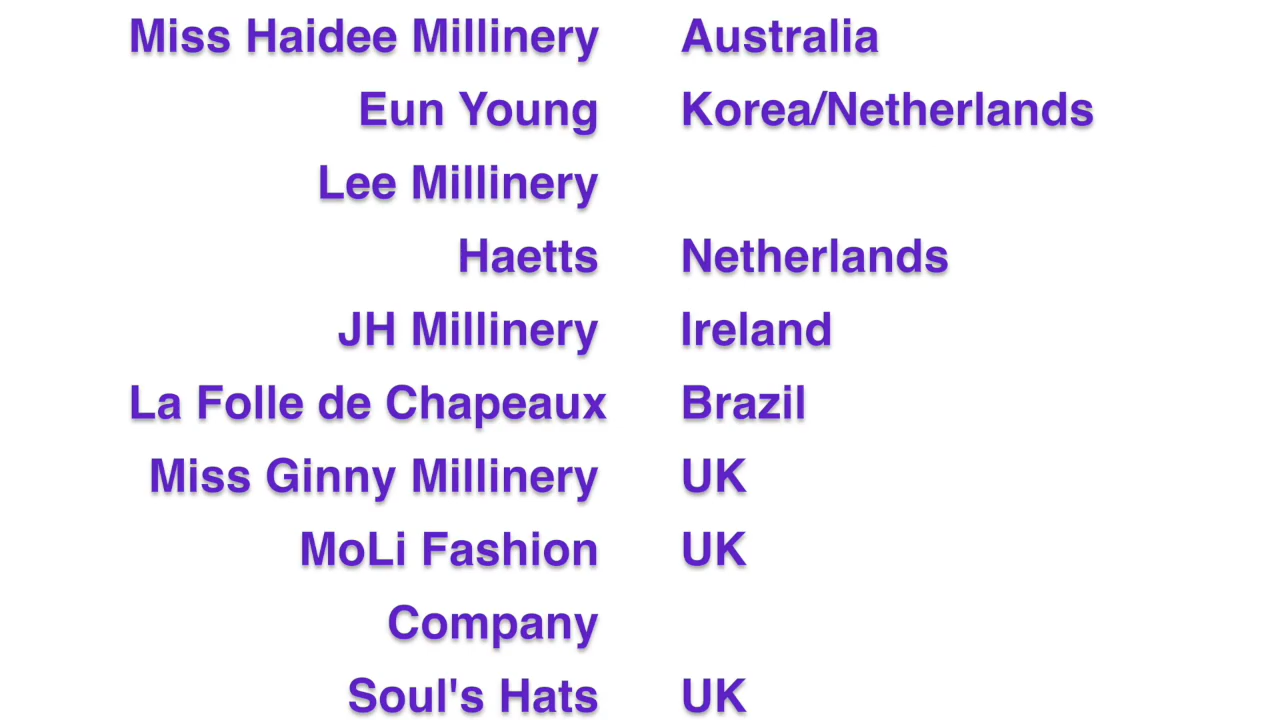 Miss Haidee Millinery Australia
Eun Young Korea/Netherlands
Lee Millinery
Haetts Netherlands
JH Millinery Ireland
La Folle de Chapeaux Brazil
Miss Ginny Millinery UK
MoLi Fashion UK
Company
Soul's Hats UK